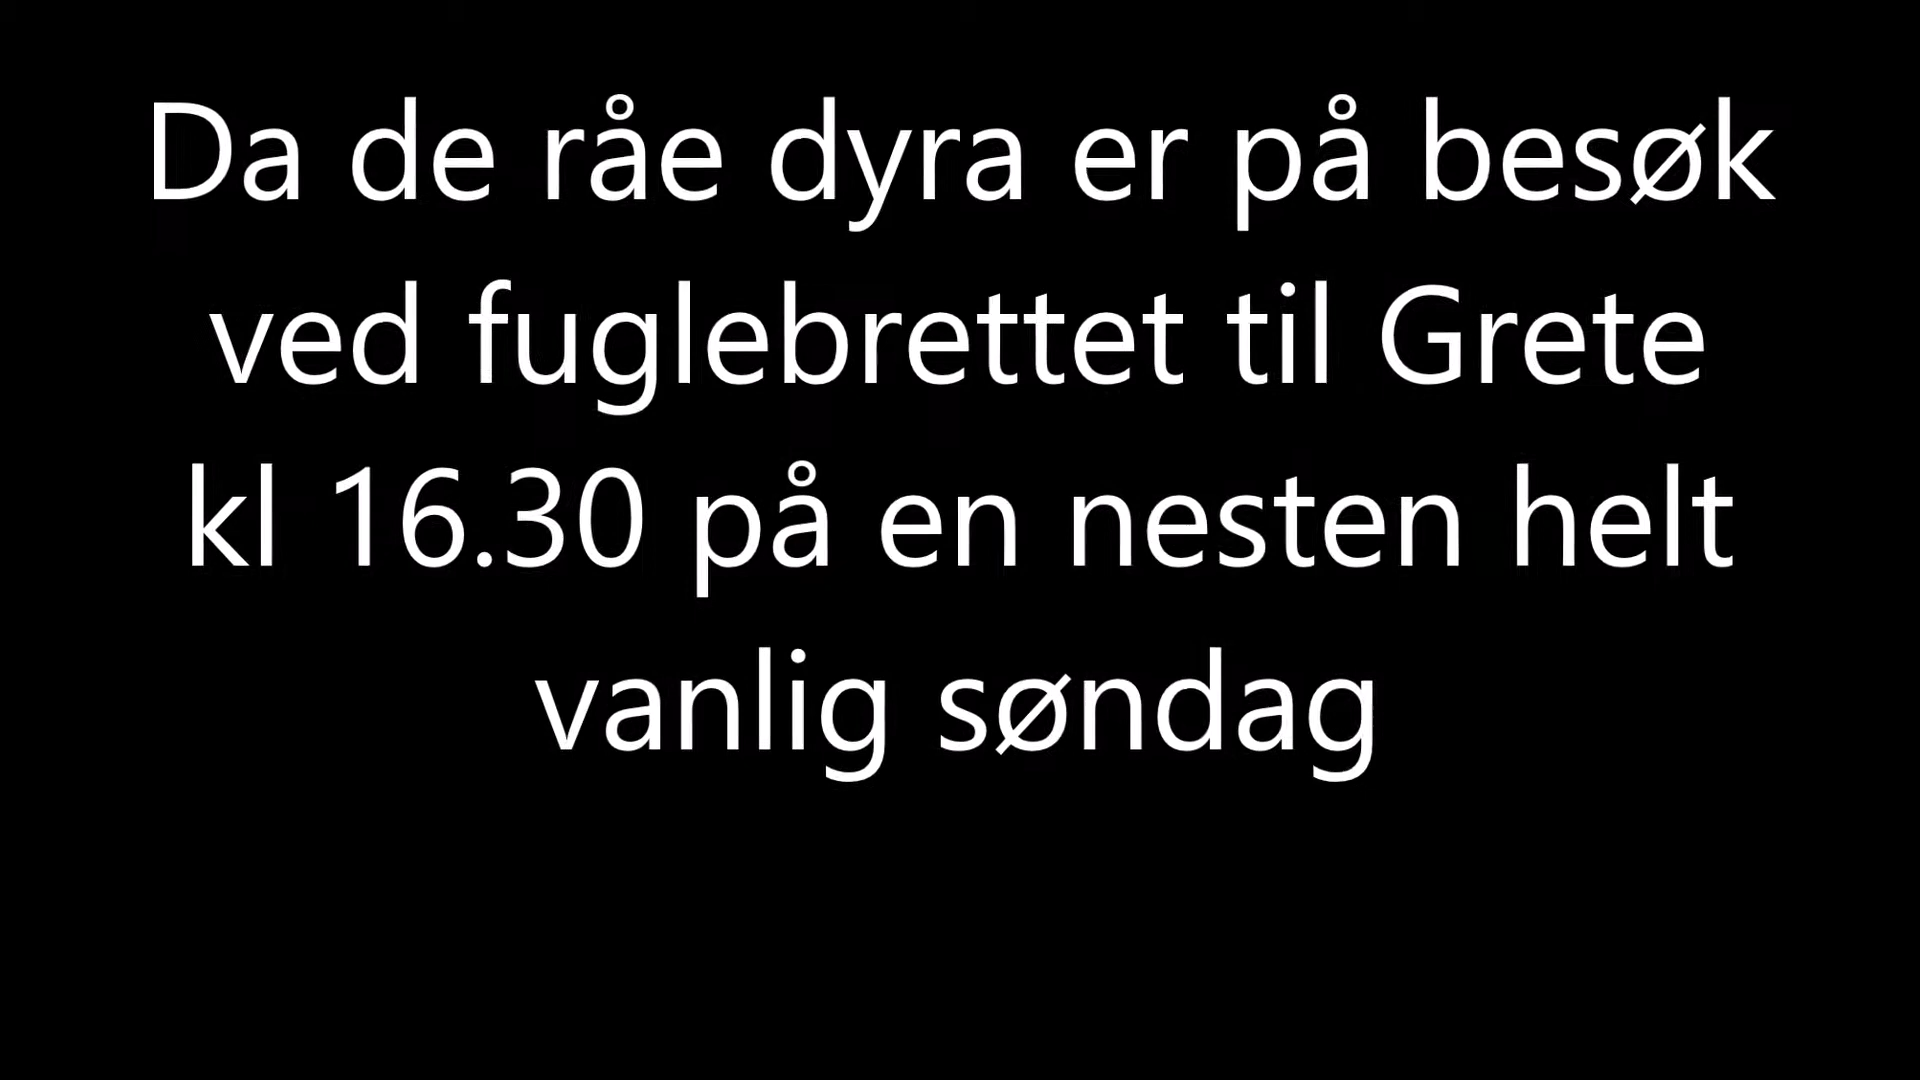 Da de råe dyra er på besøk
ved fuglebrettet til Grete
kl 16.30 på en nesten helt
vanlig søndag